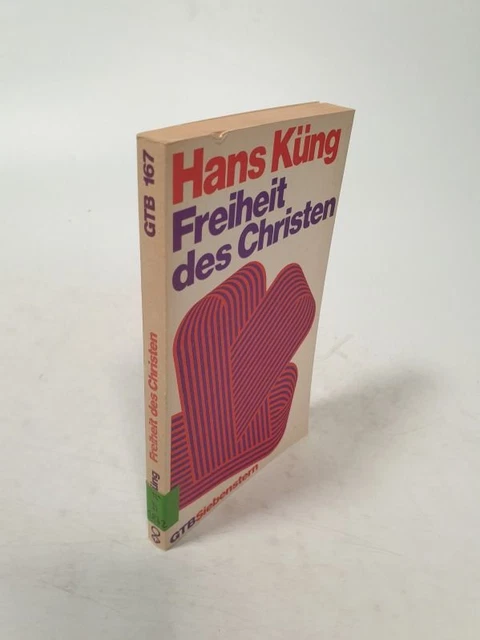 Hans Küng
Freiheit
des Christen
GTB Siebenstern
GTB 167
Freiheit des Christen